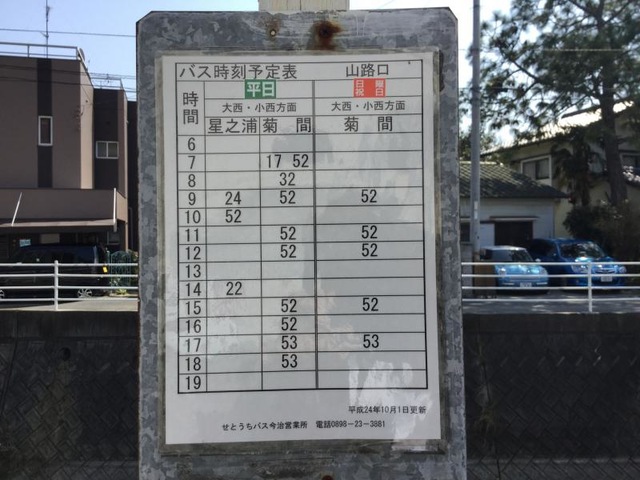 バス時刻予定表 山路口
時間 平日 日曜祝日
大西・小西方面 大西・小西方面
星之浦 菊間 菊間
6
7 17 52
8 32
9 24 52 52
10 52
11 52 52
12 52 52
13
14 22
15 52 52
16 52
17 53 53
18 53
19
平成24年10月1日更新
せとうちバス今治営業所 電話0898-23-3881